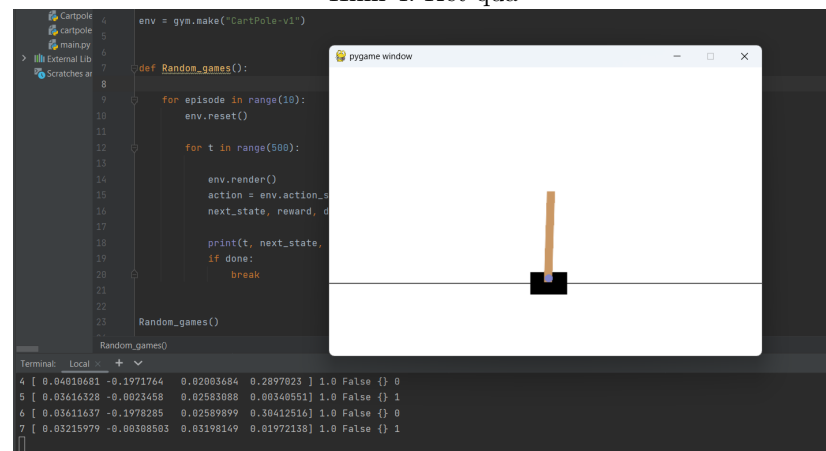 Cartpole
cartpole
main.py
External Lib
Scratches ar
4 env = gym.make("CartPole-v1")
5
6
7 def Random_games():
8
9 for episode in range(10):
10 env.reset()
11
12 for t in range(500):
13
14 env.render()
15 action = env.action_s
16 next_state, reward, d
17
18 print(t, next_state,
19 if done:
20 break
21
22
23 Random_games()
Random_games()
pygame window
Terminal: Local × +
4 [ 0.04010681 -0.1971764 0.02003684 0.2897023 ] 1.0 False {} 0
5 [ 0.03616328 -0.0023458 0.02583088 0.00340551] 1.0 False {} 1
6 [ 0.03611637 -0.1978285 0.02589899 0.30412516] 1.0 False {} 0
7 [ 0.03215979 -0.00308503 0.03198149 0.01972138] 1.0 False {} 1